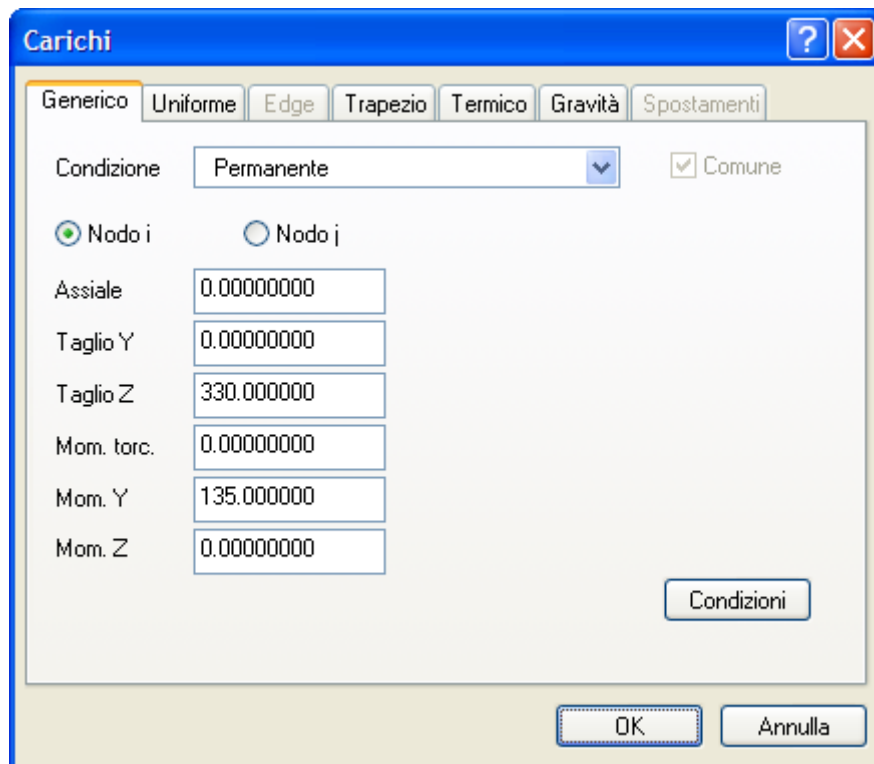 Carichi
Generico Uniforme Edge Trapezio Termico Gravità Spostamenti
Condizione Permanente Comune
Nodo i Nodo j
Assiale 0.00000000
Taglio Y 0.00000000
Taglio Z 330.000000
Mom. torc. 0.00000000
Mom. Y 135.000000
Mom. Z 0.00000000
Condizioni
OK Annulla